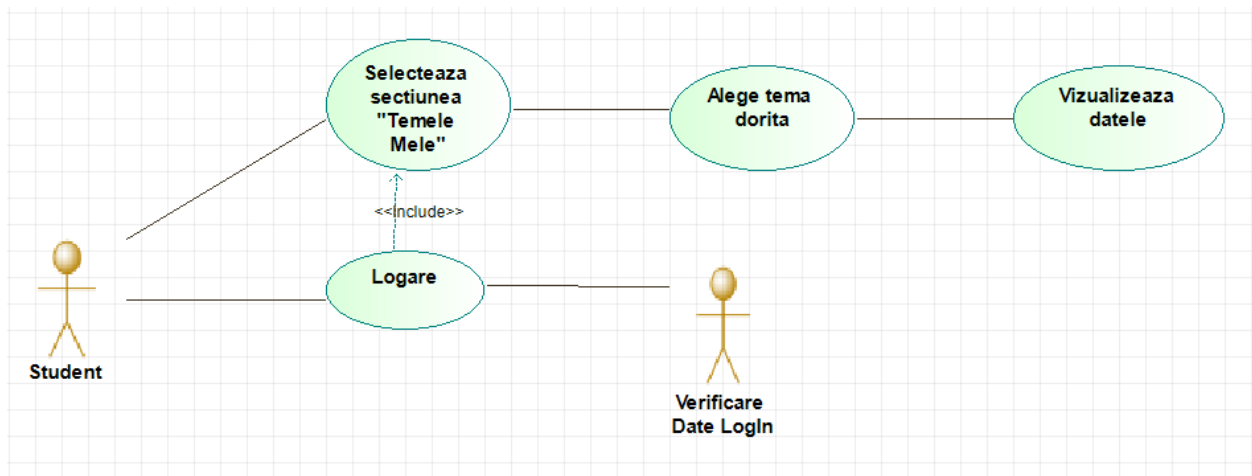 Selecteaza
sectiunea
"Temele
Mele"
Alege tema
dorita
Vizualizeaza
datele
<<Include>>
Logare
Student
Verificare
Date LogIn